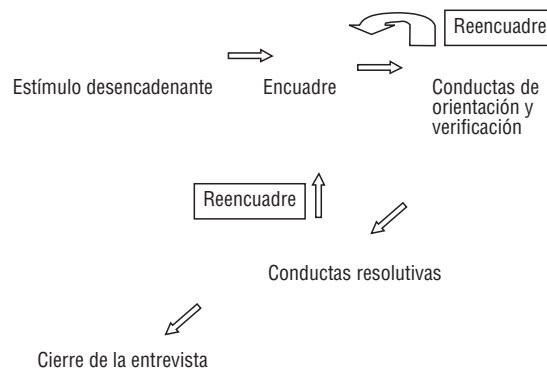 Reencuadre
Estímulo desencadenante
Encuadre
Conductas de
orientación y
verificación
Reencuadre
Conductas resolutivas
Cierre de la entrevista